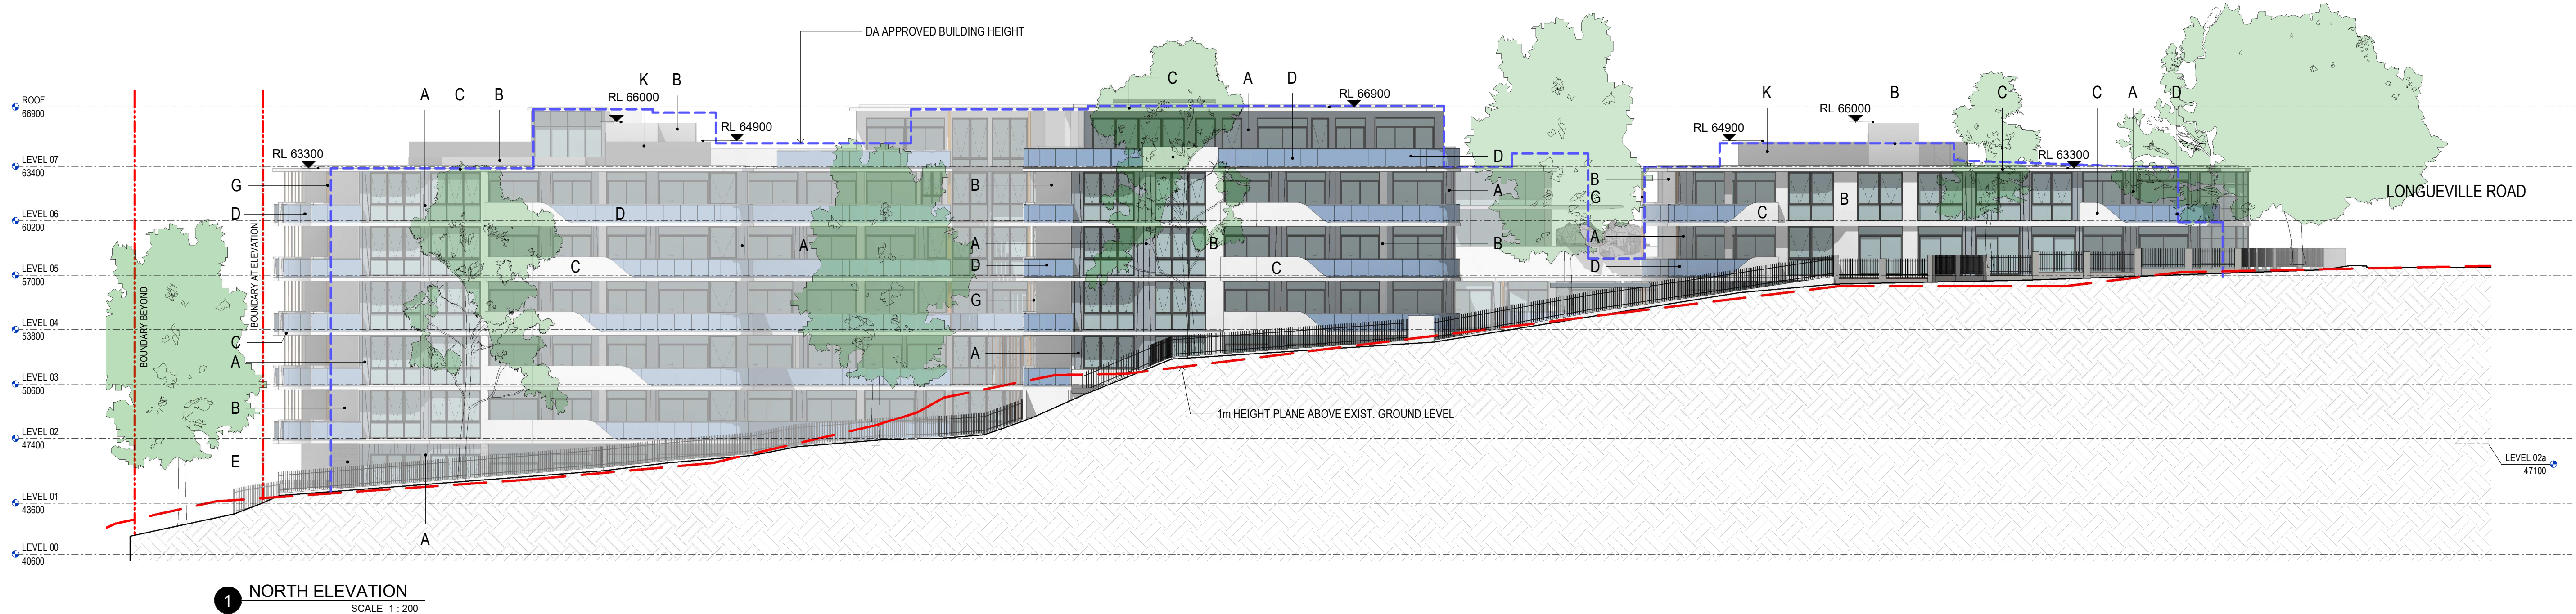 DA APPROVED BUILDING HEIGHT
K B
A C B
RL 66000
C A D
K B C C A D
ROOF
66900
RL 66900
RL 66000
RL 64900
RL 64900
RL 63300
RL 63300
LEVEL 07
63400
D
G
B
A
B
G
B
LONGUEVILLE ROAD
D
D
C
LEVEL 06
60200
BOUNDARY AT ELEVATION
A
A
B
B
A
D
C
C
D
LEVEL 05
57000
BOUNDARY BEYOND
G
LEVEL 04
53800
C
A
A
LEVEL 03
50600
B
1m HEIGHT PLANE ABOVE EXIST. GROUND LEVEL
LEVEL 02
47400
E
LEVEL 02a
47100
LEVEL 01
43600
A
LEVEL 00
40600
1 NORTH ELEVATION
SCALE 1 : 200